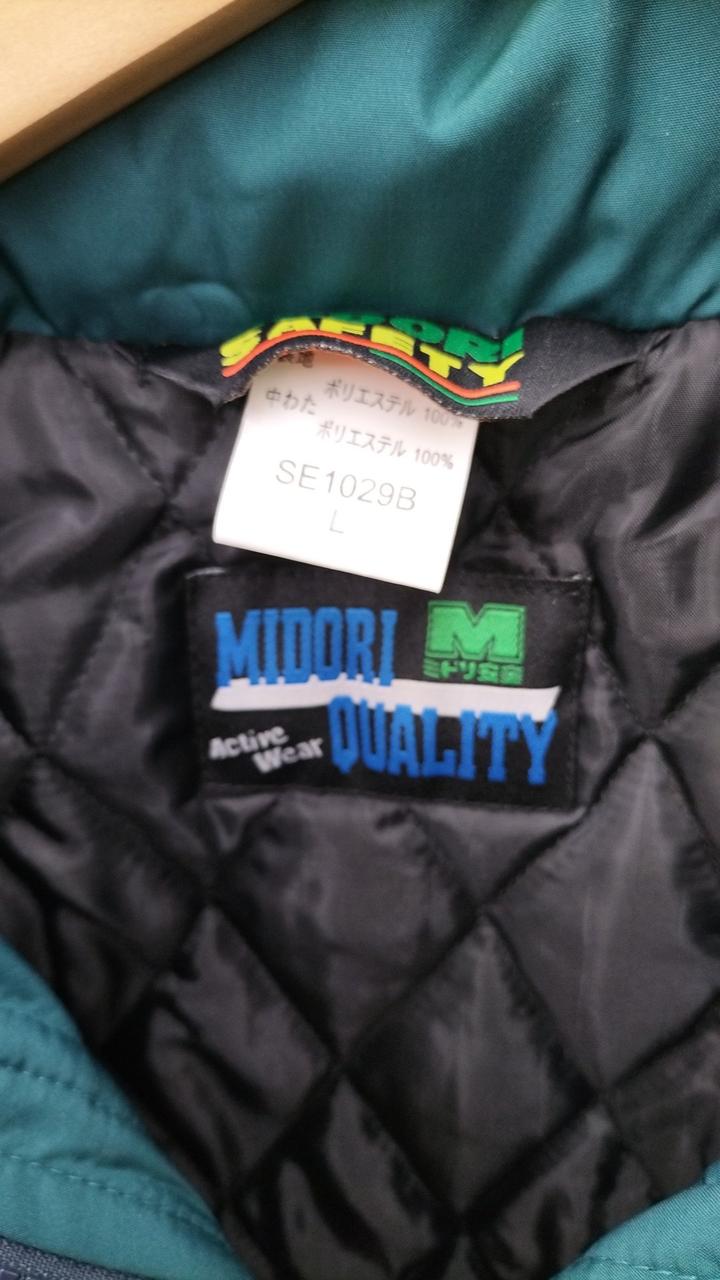 MIDORI
SAFETY
中わた ポリエステル 100%
ポリエステル 100%
SE1029B
L
MIDORI
M
ミドリ安全
Active
Wear
QUALITY